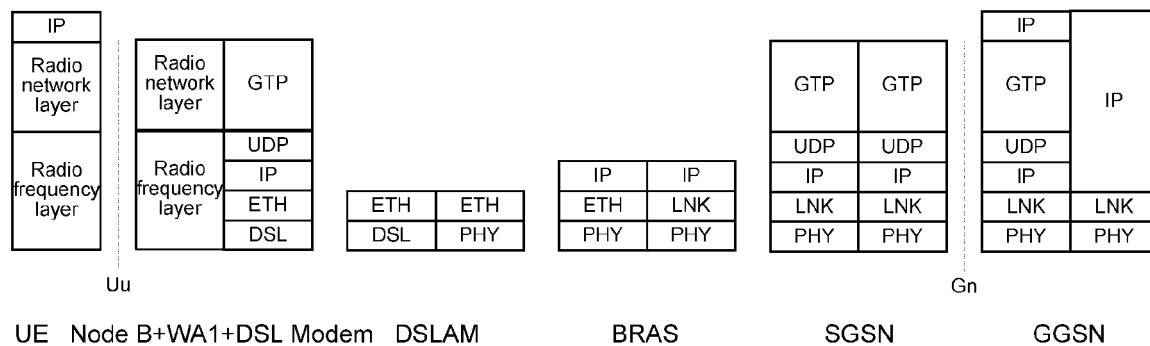 IP
Radio
network
layer
Radio
frequency
layer
Radio
network
layer
GTP
Radio
frequency
layer
UDP
IP
ETH
DSL
ETH ETH
DSL PHY
IP IP
ETH LNK
PHY PHY
GTP GTP
UDP UDP
IP IP
LNK LNK
PHY PHY
IP
GTP
IP
UDP
IP
LNK LNK
PHY PHY
Uu
Gn
UE Node B+WA1+DSL Modem DSLAM BRAS SGSN GGSN